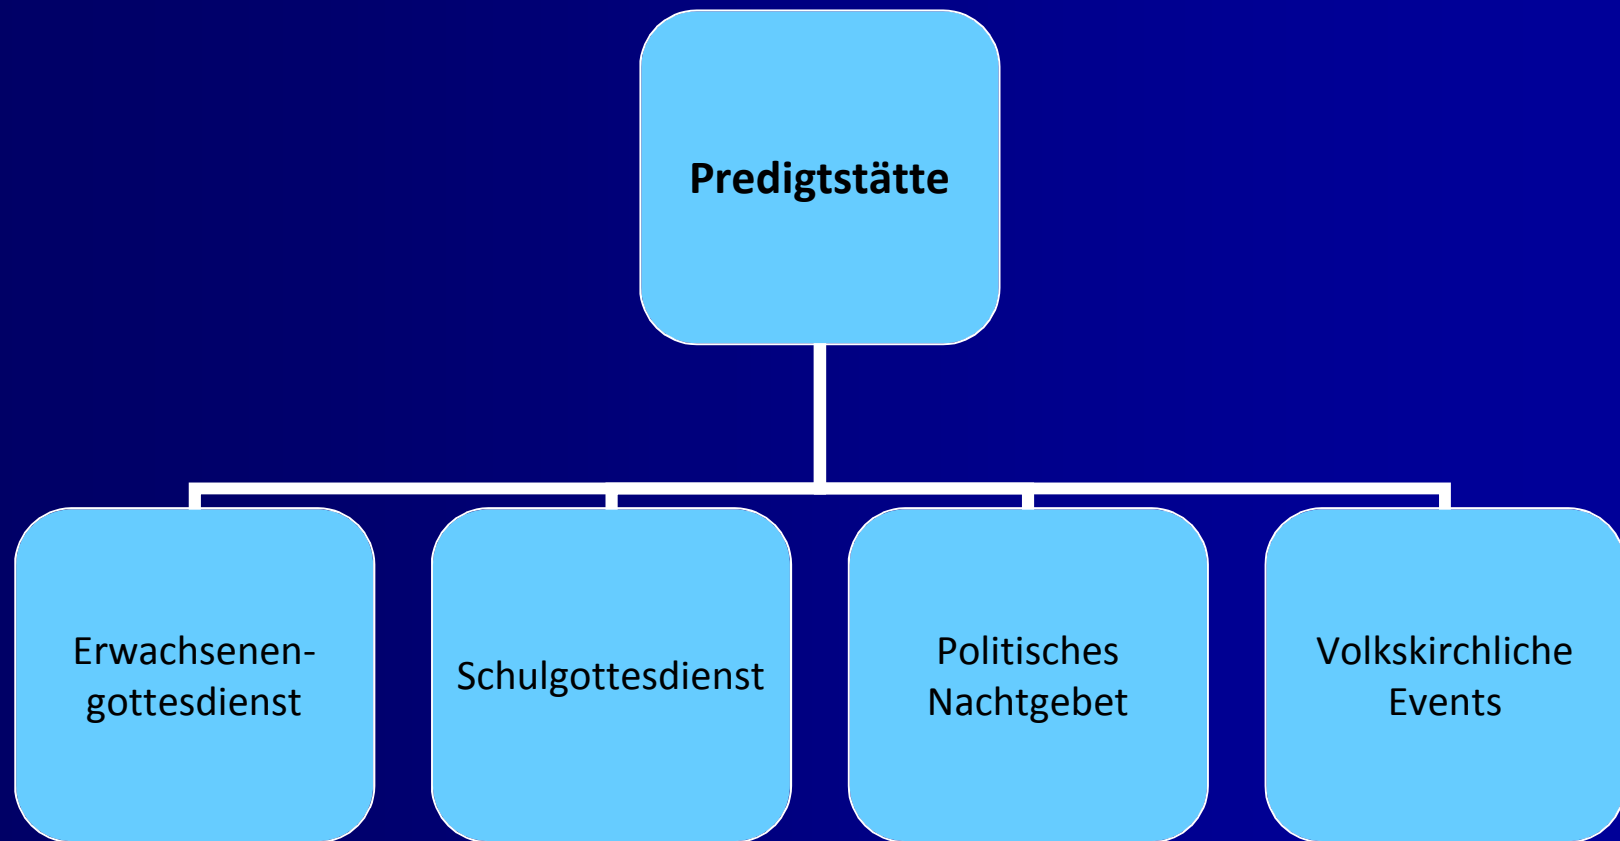 Predigtstätte
Erwachsenen-
gottesdienst
Schulgottesdienst
Politisches
Nachtgebet
Volkskirchliche
Events